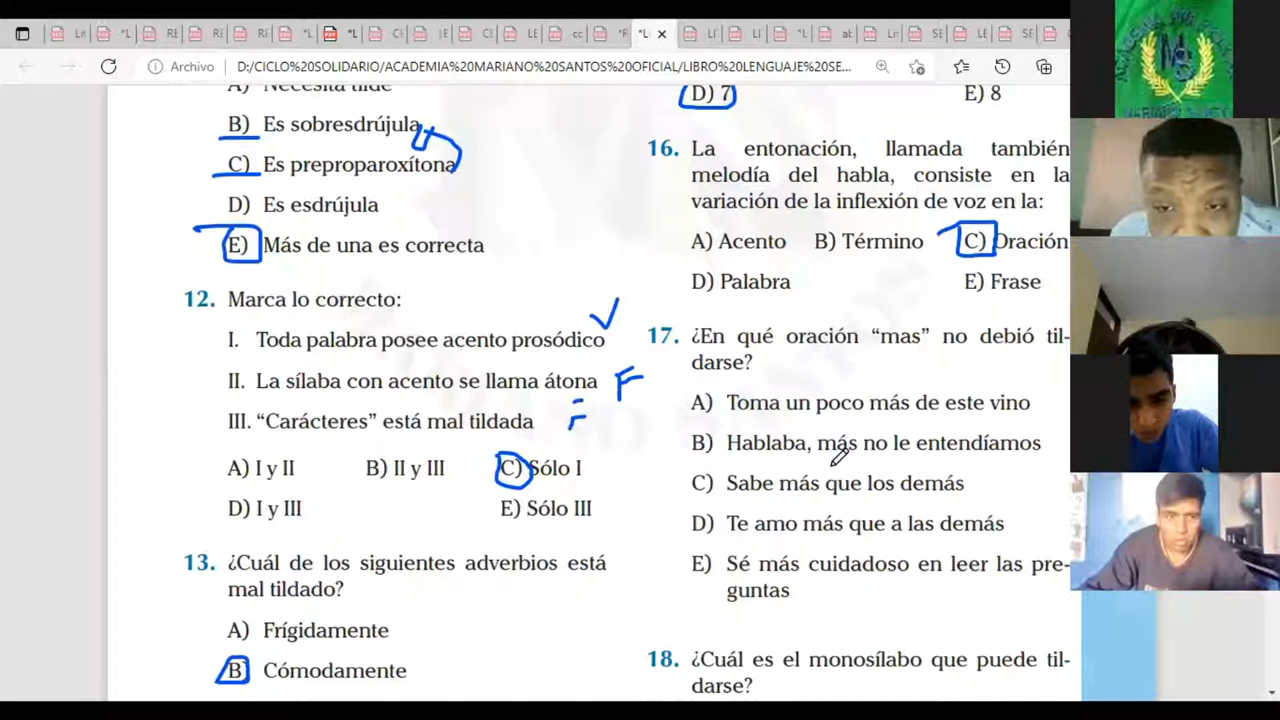 Archivo
D:/CICLO%20SOLIDARIO/ACADEMIA%20MARIANO%20SANTOS%20OFICIAL/LIBRO%20LENGUAJE%20SE...
A) Necesita tilde
B) Es sobresdrújula
C) Es preproparoxítona
D) Es esdrújula
E) Más de una es correcta
12. Marca lo correcto:
I. Toda palabra posee acento prosódico
II. La sílaba con acento se llama átona F
III. “Carácteres” está mal tildada F
A) I y II B) II y III C) Sólo I
D) I y III E) Sólo III
13. ¿Cuál de los siguientes adverbios está
mal tildado?
A) Frígidamente
B) Cómodamente
D) 7 E) 8
16. La entonación, llamada también
melodía del habla, consiste en la
variación de la inflexión de voz en la:
A) Acento B) Término C) Oración
D) Palabra E) Frase
17. ¿En qué oración “mas” no debió til-
darse?
A) Toma un poco más de este vino
B) Hablaba, más no le entendíamos
C) Sabe más que los demás
D) Te amo más que a las demás
E) Sé más cuidadoso en leer las pre-
guntas
18. ¿Cuál es el monosílabo que puede til-
darse?